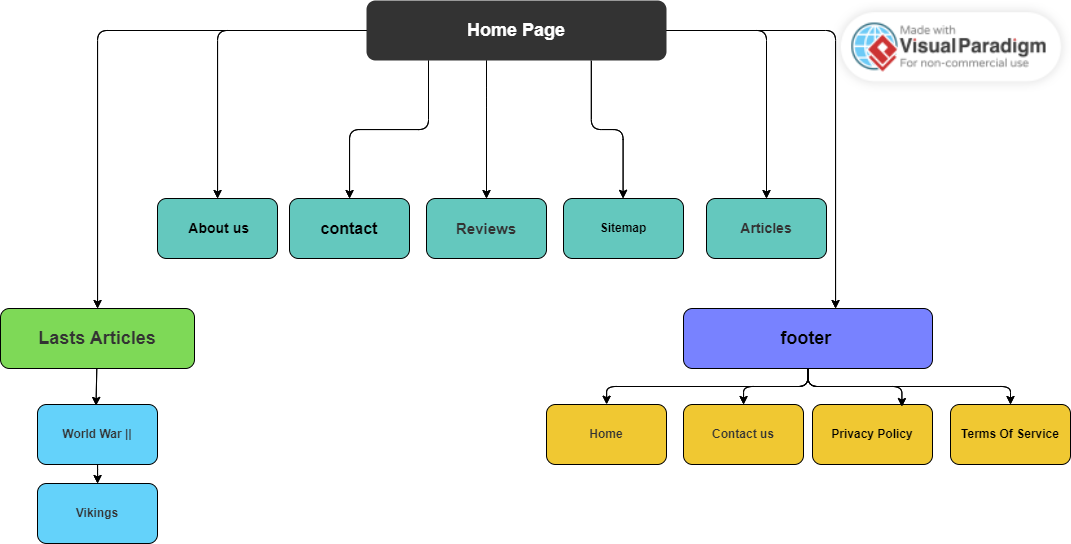 Home Page
Made with
Visual Paradigm
For non-commercial use
About us
contact
Reviews
Sitemap
Articles
Lasts Articles
footer
World War ||
Home
Contact us
Privacy Policy
Terms Of Service
Vikings